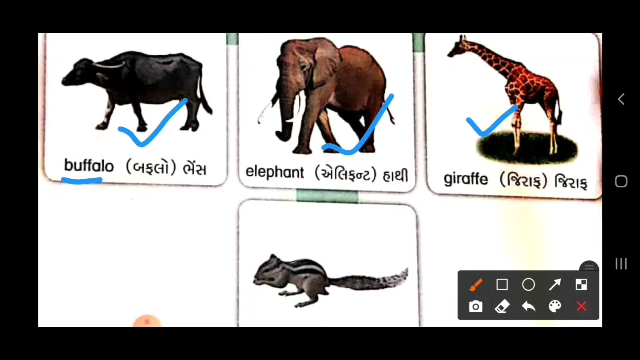 buffalo (બફલો) ભેંસ
elephant (એલિફન્ટ) હાથી
giraffe (જિરાફ) જિરાફ